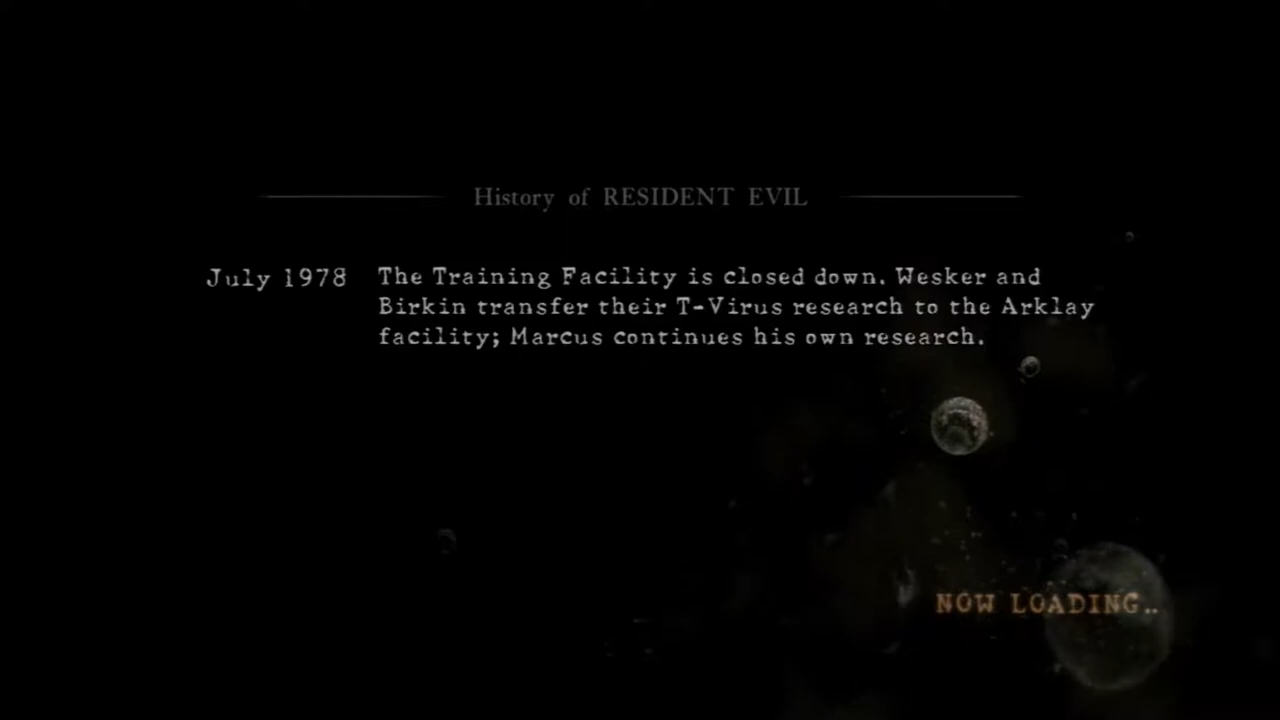 History of RESIDENT EVIL
July 1978 The Training Facility is closed down. Wesker and
Birkin transfer their T-Virus research to the Arklay
facility; Marcus continues his own research.
NOW LOADING..